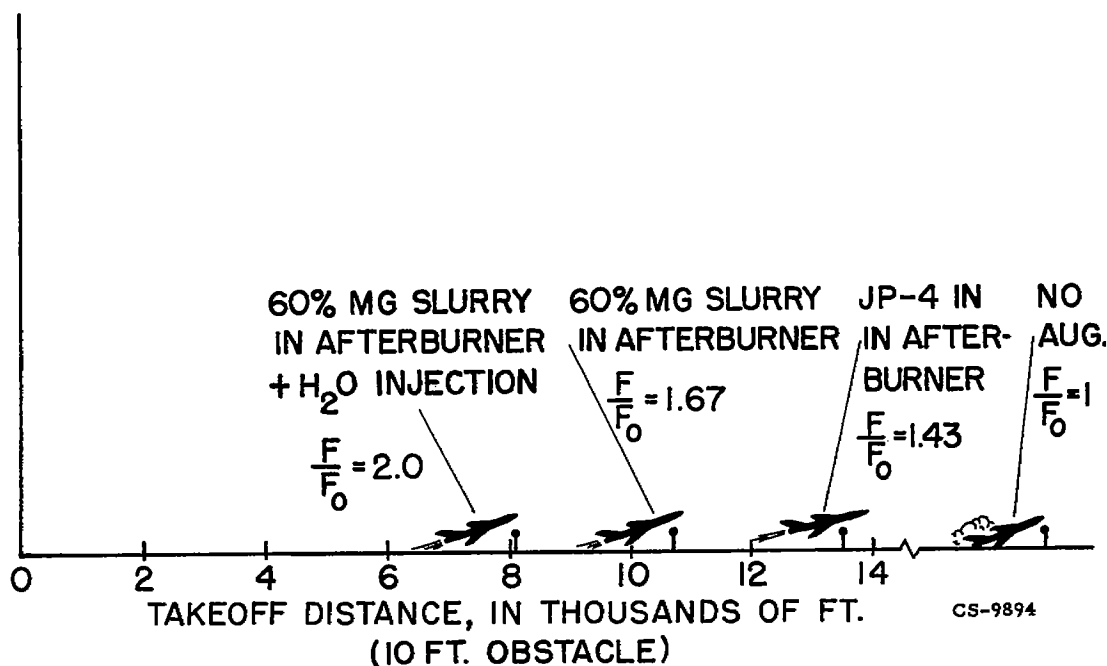 60% MG SLURRY
IN AFTERBURNER
+ H₂O INJECTION
F/F₀ = 2.0
60% MG SLURRY
IN AFTERBURNER
F/F₀ = 1.67
JP-4 IN
IN AFTER-
BURNER
F/F₀ = 1.43
NO
AUG.
F/F₀ = 1
0 2 4 6 8 10 12 14
TAKEOFF DISTANCE, IN THOUSANDS OF FT.
(10 FT. OBSTACLE)
CS-9894